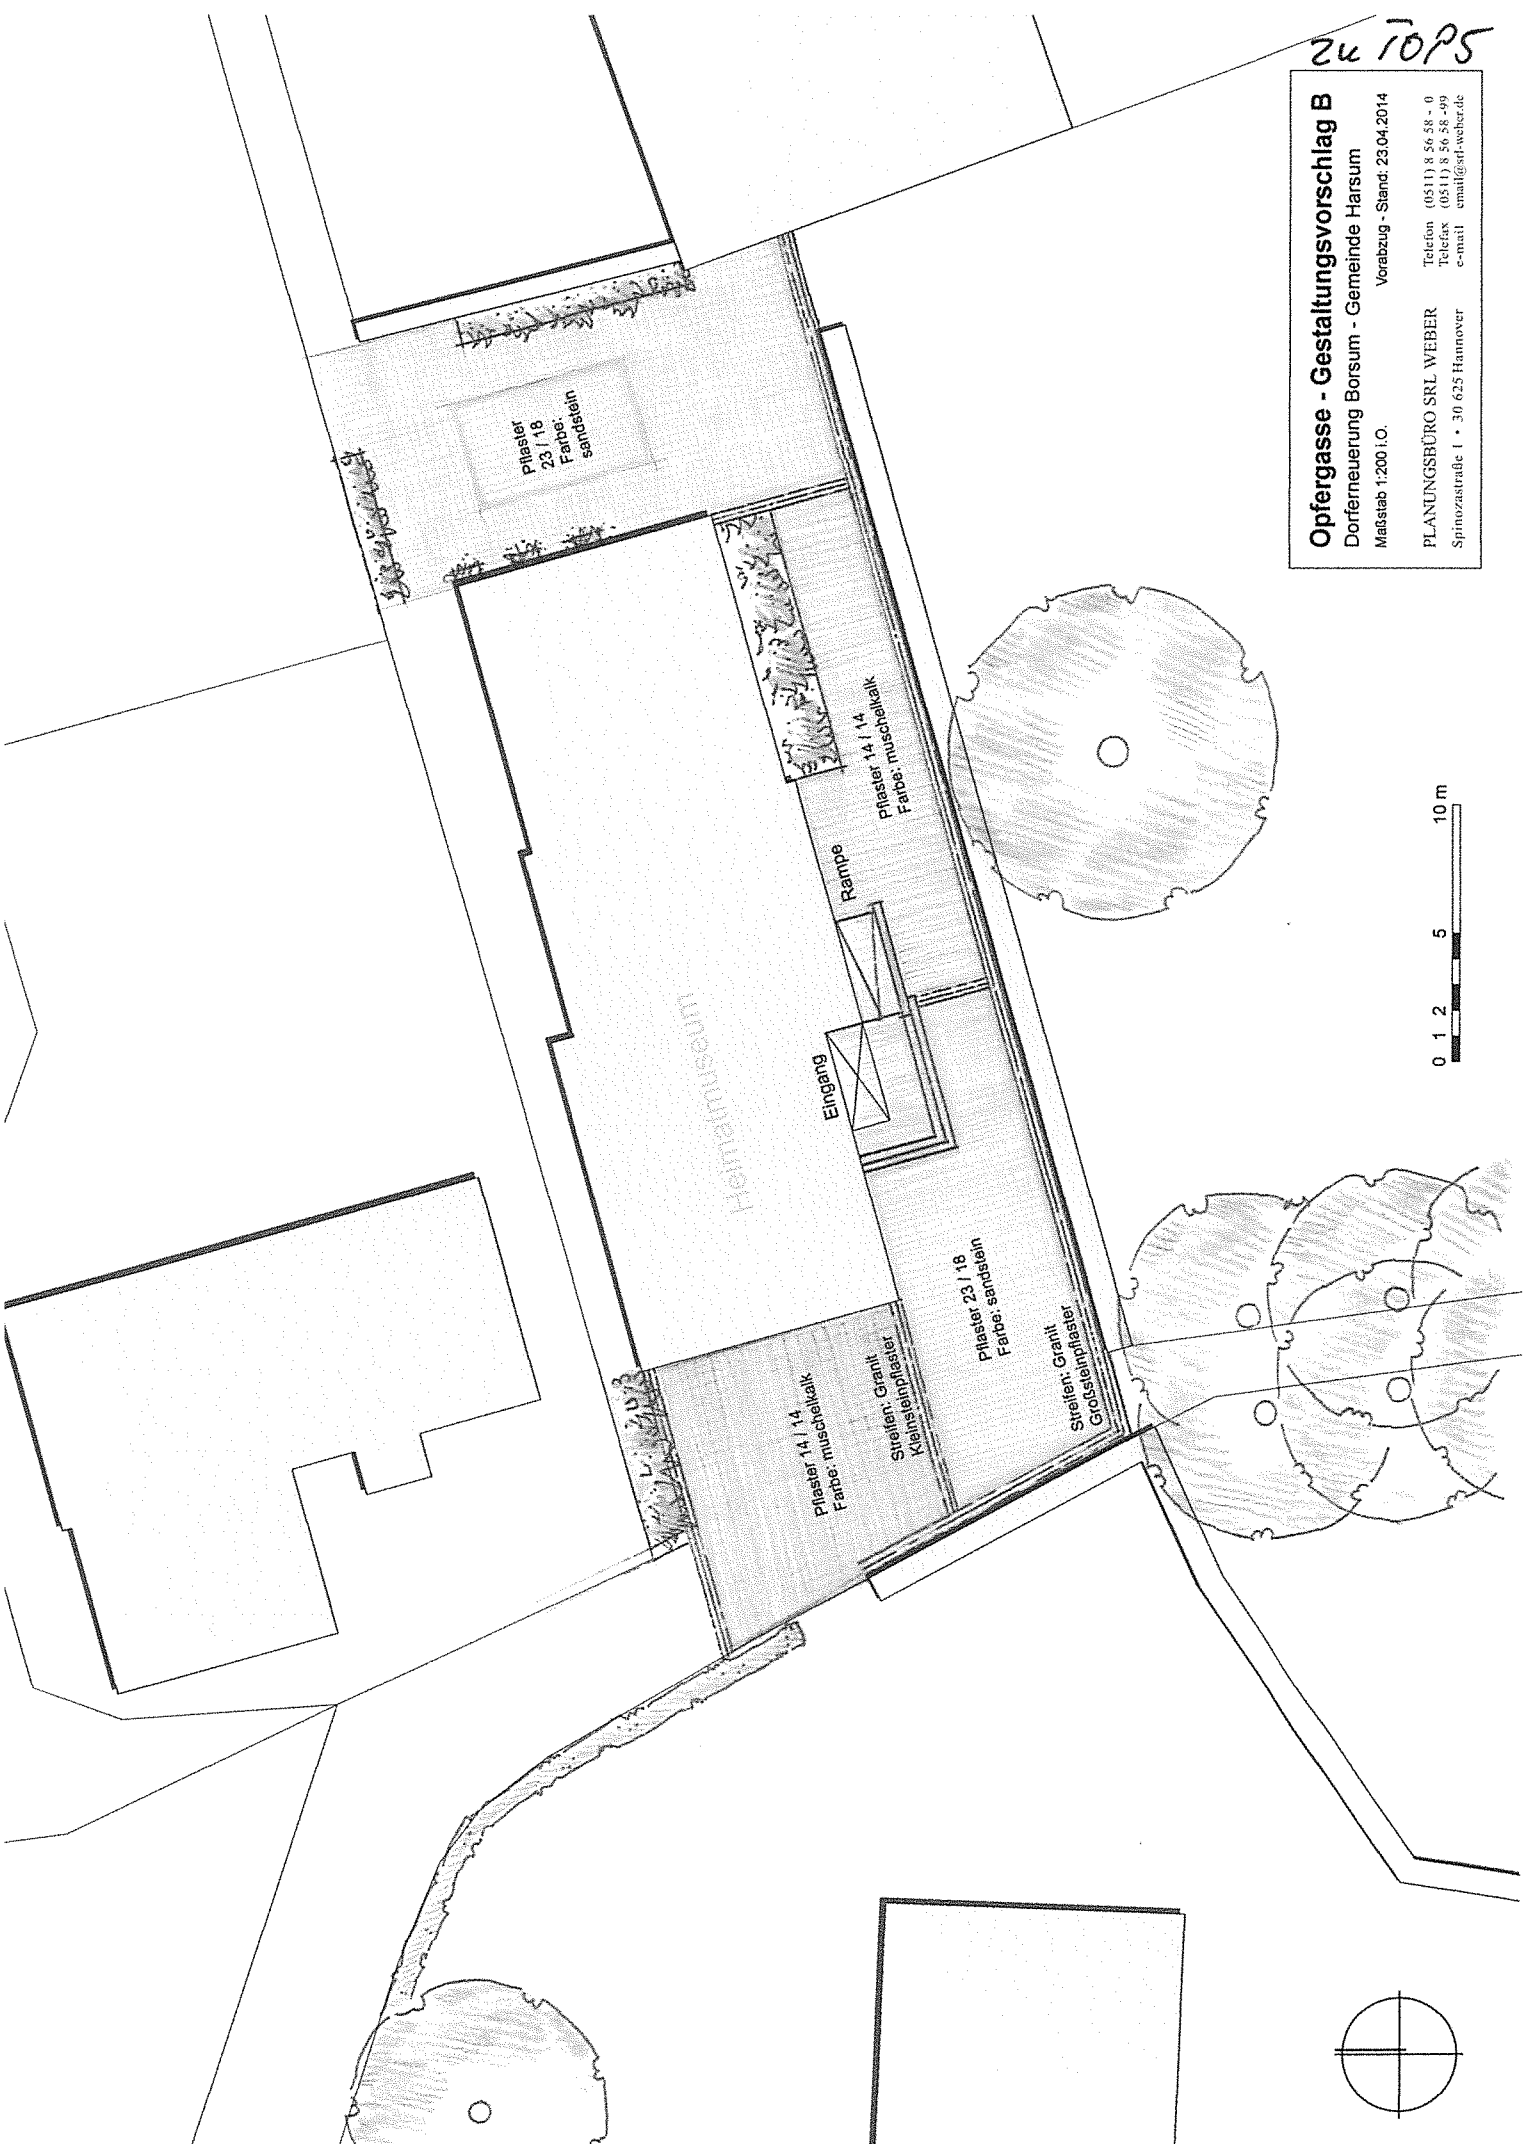 zu TOP5
Opfergasse - Gestaltungsvorschlag B
Dorferneuerung Borsum - Gemeinde Harsum
Maßstab 1:200 i.O.
Vorabzug - Stand: 23.04.2014
PLANUNGSBÜRO SRL WEBER
Spinozastraße 1 • 30 625 Hannover
Telefon (0511) 8 56 58 - 0
Telefax (0511) 8 56 58 -99
e-mail email@srl-weber.de
Pflaster
23 / 18
Farbe:
sandstein
Pflaster 14 / 14
Farbe: muschelkalk
Rampe
Heimatmuseum
Eingang
Pflaster 23 / 18
Farbe: sandstein
Streifen: Granit
Großsteinpflaster
Streifen: Granit
Kleinsteinpflaster
Pflaster 14 / 14
Farbe: muschelkalk
0 1 2 5 10 m